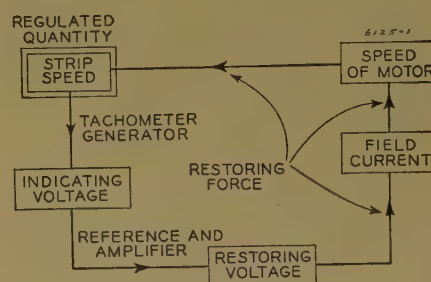 REGULATED
QUANTITY
STRIP
SPEED
6125-1
SPEED
OF MOTOR
TACHOMETER
GENERATOR
FIELD
CURRENT
RESTORING
FORCE
INDICATING
VOLTAGE
REFERENCE AND
AMPLIFIER
RESTORING
VOLTAGE